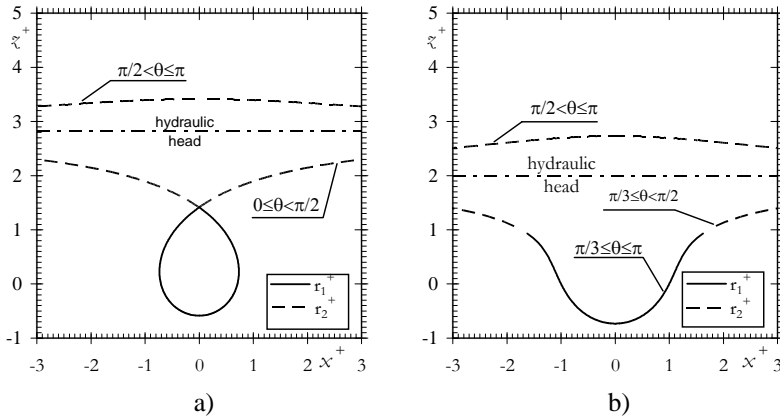 5
z+
4
π/2<θ≤π
3
hydraulic
head
2
0≤θ<π/2
1
0
r1+
r2+
-1
-3 -2 -1 0 1 2 x+ 3
a)
5
z+
4
π/2<θ≤π
3
hydraulic
2
head
π/3≤θ<π/2
1
π/3≤θ≤π
0
r1+
r2+
-1
-3 -2 -1 0 1 2 x+ 3
b)